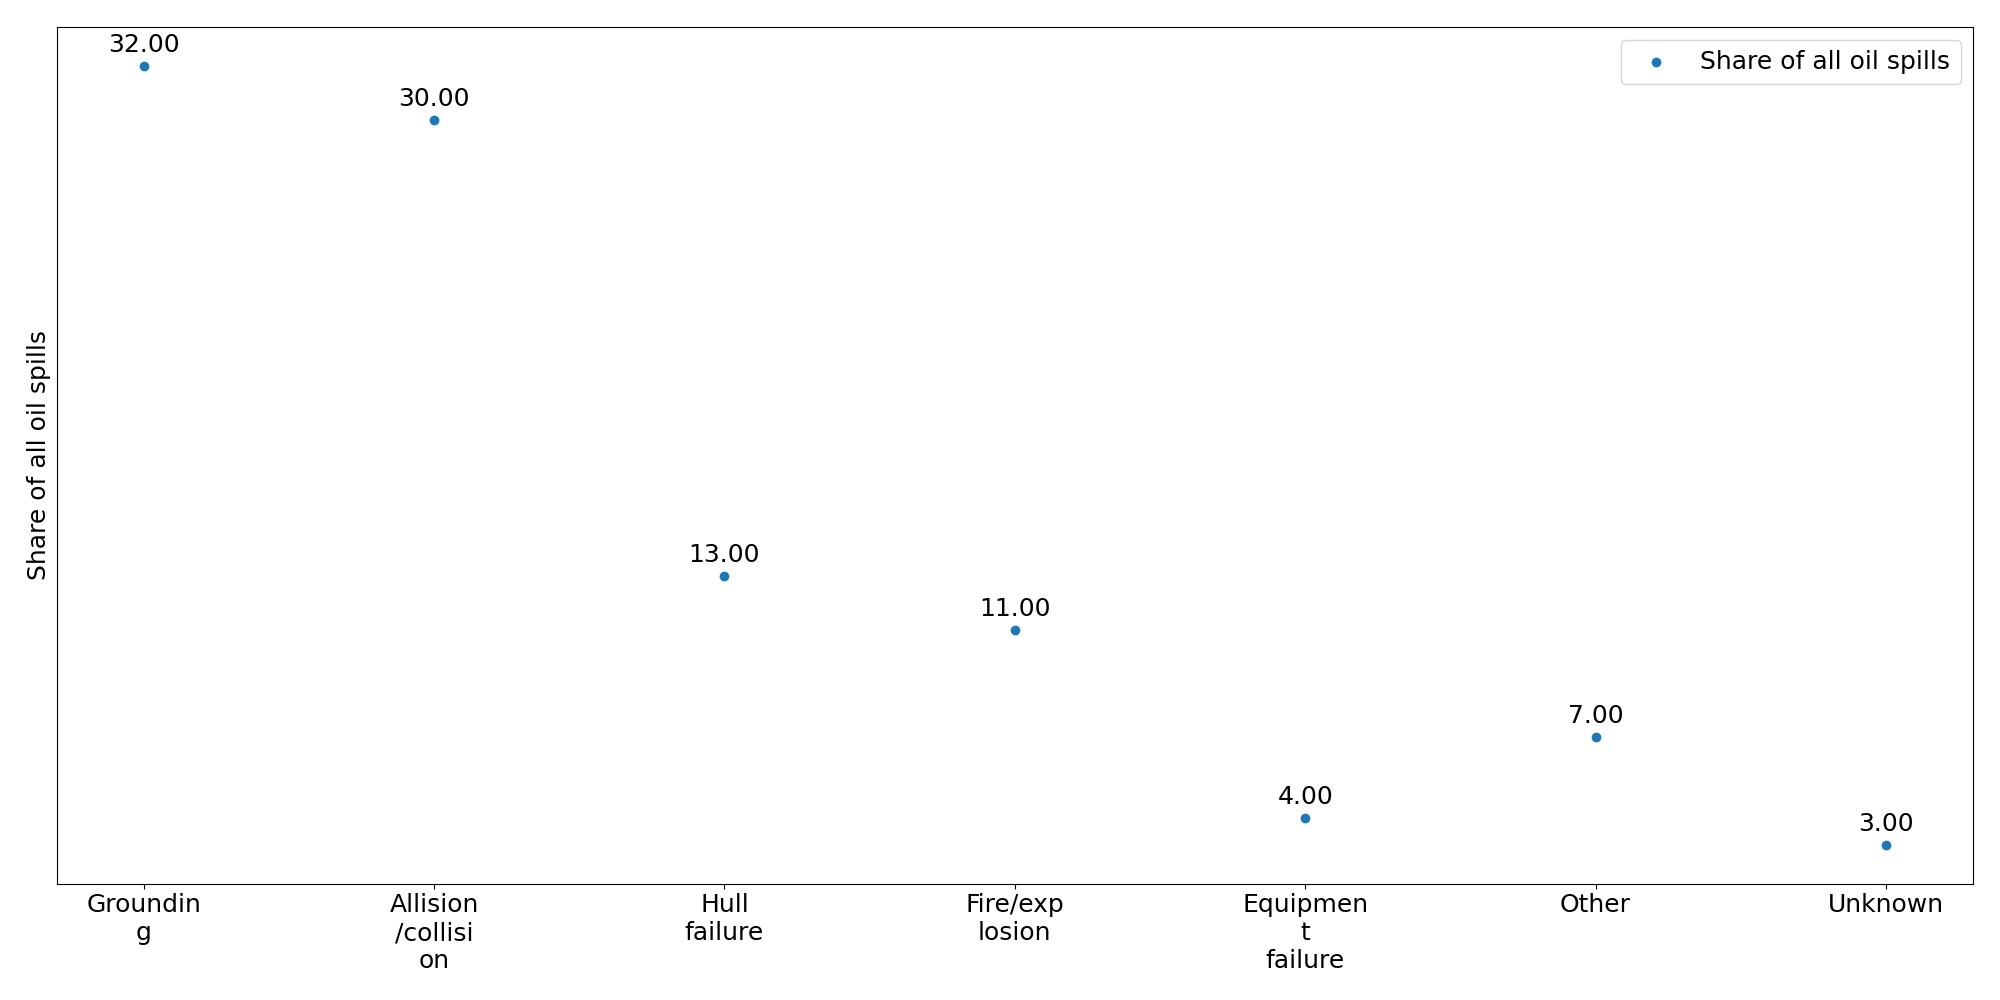 32.00
Share of all oil spills
30.00
13.00
11.00
7.00
4.00
3.00
Share of all oil spills
Groundin
g
Allision
/collisi
on
Hull
failure
Fire/exp
losion
Equipmen
t
failure
Other
Unknown